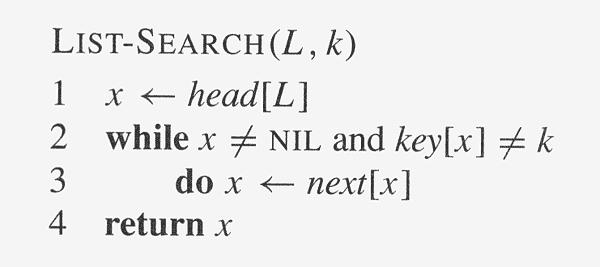 LIST-SEARCH(L, k)
1 x ← head[L]
2 while x ≠ NIL and key[x] ≠ k
3 do x ← next[x]
4 return x